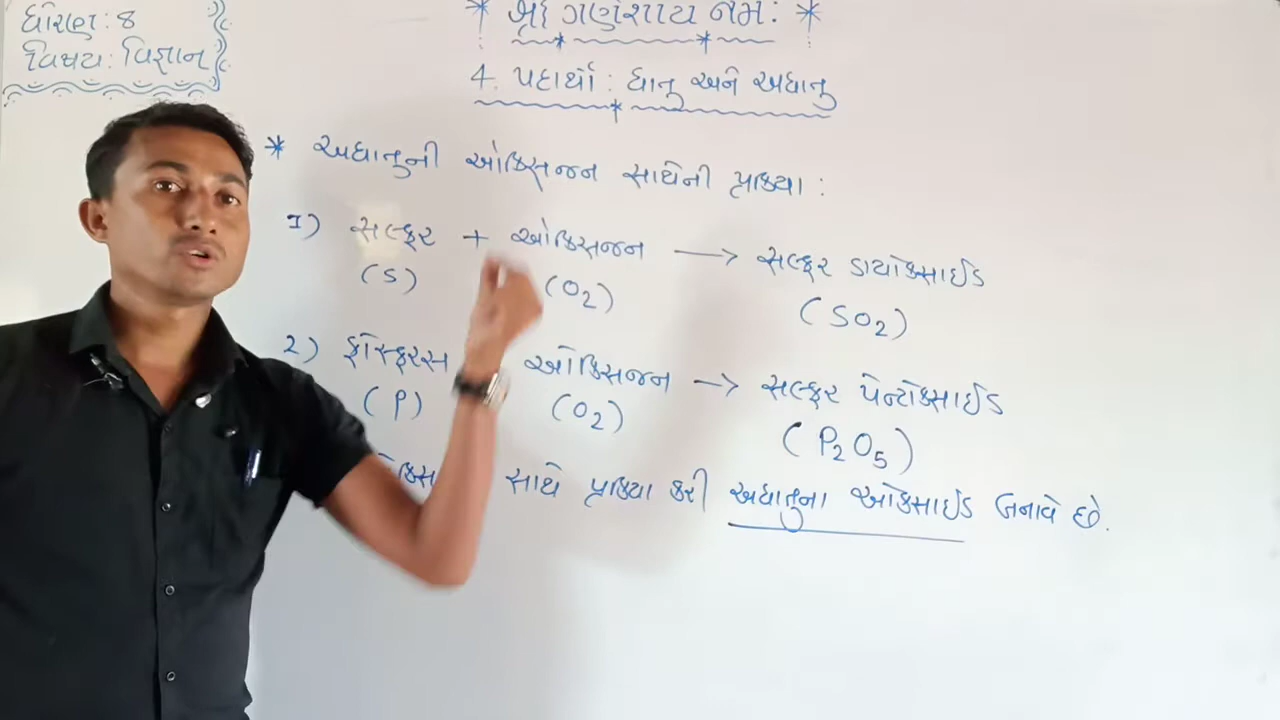 ધોરણ : ૪
વિષય : વિજ્ઞાન
* શ્રી ગણેશાય નમઃ *
4. પદાર્થો : ધાતુ અને અધાતુ
* અધાતુની ઓક્સિજન સાથેની પ્રક્રિયા :
1) સલ્ફર + ઓક્સિજન → સલ્ફર ડાયોક્સાઈડ
(S) (O2) (SO2)
2) ફોસ્ફરસ ઓક્સિજન → સલ્ફર પેન્ટોક્સાઈડ
(P) (O2) (P2O5)
સાથે પ્રક્રિયા કરી અધાતુના ઓક્સાઈડ બનાવે છે.